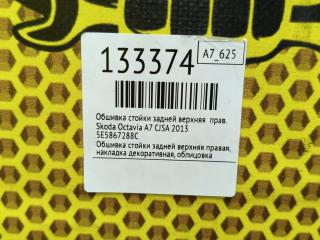 133374
A7_625
Обшивка стойки задней верхняя прав.
Skoda Octavia A7 CJSA 2013
5E5867288C
Обшивка стойки задней верхняя правая,
накладка декоративная, облицовка